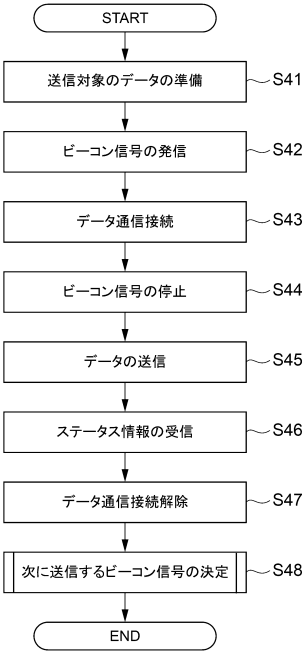 START
送信対象のデータの準備 S41
ビーコン信号の発信 S42
データ通信接続 S43
ビーコン信号の停止 S44
データの送信 S45
ステータス情報の受信 S46
データ通信接続解除 S47
次に送信するビーコン信号の決定 S48
END